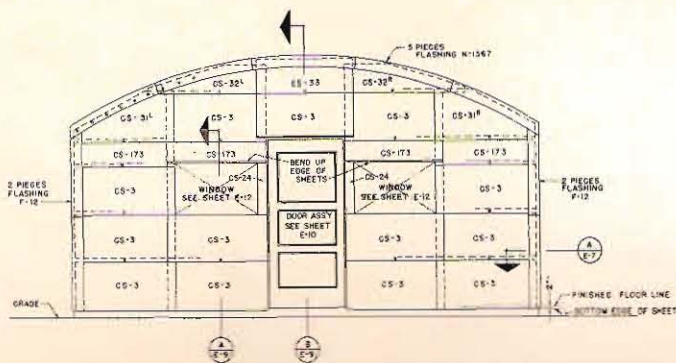 5 PIECES
FLASHING N-1567
CS-32L
ES-33
CS-32R
CS-31L
CS-3
CS-3
CS-3
CS-31R
CS-173
CS-173
CS-173
CS-173
BEND UP
EDGE OF
SHEETS
CS-24
CS-24
2 PIECES
FLASHING
F-12
CS-3
WINDOW
SEE SHEET E-12
WINDOW
SEE SHEET E-12
CS-3
2 PIECES
FLASHING
F-12
DOOR ASS'Y
SEE SHEET
E-10
CS-3
CS-3
CS-3
CS-3
A
E-7
CS-3
CS-3
CS-3
CS-3
GRADE
FINISHED FLOOR LINE
BOTTOM EDGE OF SHEET
A
E-9
B
E-9